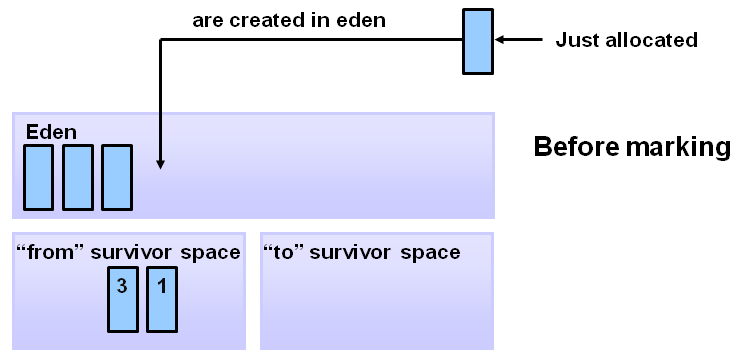 are created in eden
Just allocated
Eden
Before marking
“from” survivor space
“to” survivor space
3 1